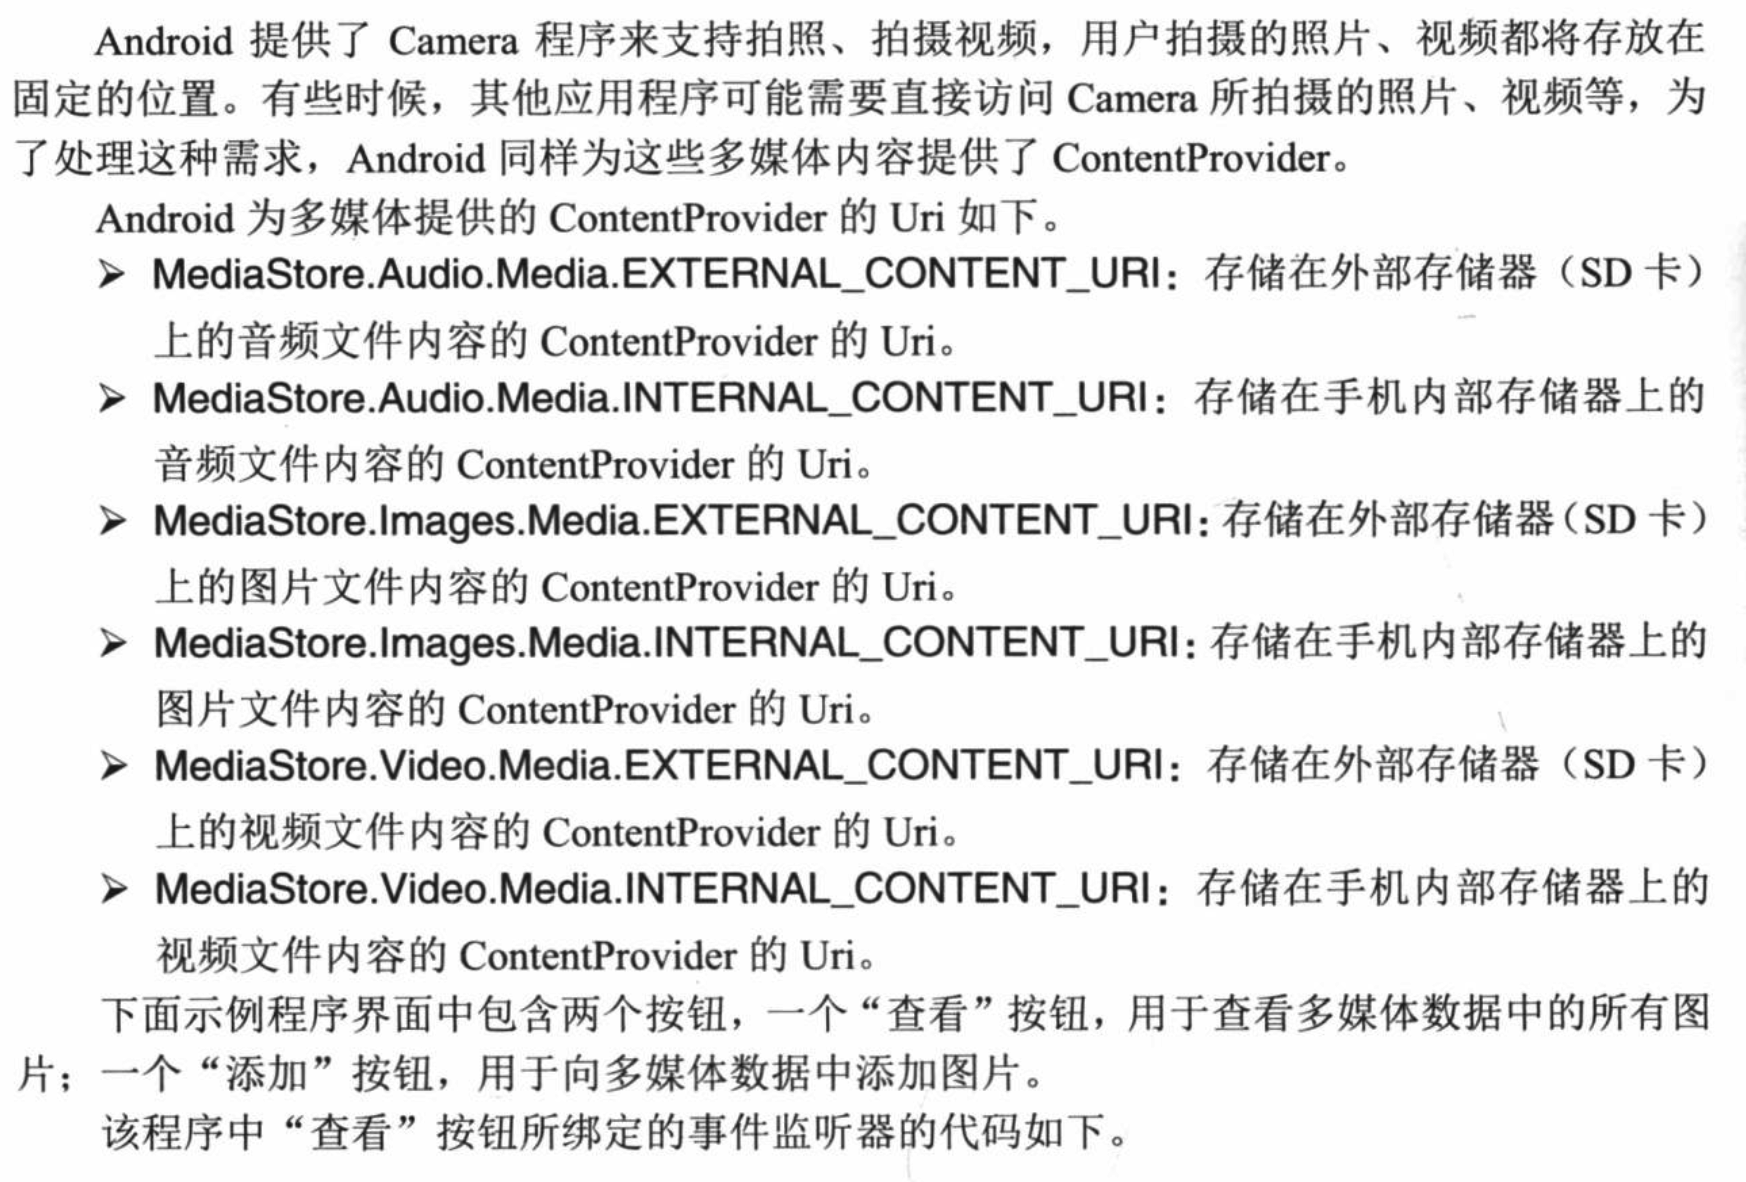 Android 提供了 Camera 程序来支持拍照、拍摄视频，用户拍摄的照片、视频都将存放在
固定的位置。有些时候，其他应用程序可能需要直接访问 Camera 所拍摄的照片、视频等，为
了处理这种需求，Android 同样为这些多媒体内容提供了 ContentProvider。
Android 为多媒体提供的 ContentProvider 的 Uri 如下。
➢ MediaStore.Audio.Media.EXTERNAL_CONTENT_URI：存储在外部存储器（SD 卡）
上的音频文件内容的 ContentProvider 的 Uri。
➢ MediaStore.Audio.Media.INTERNAL_CONTENT_URI：存储在手机内部存储器上的
音频文件内容的 ContentProvider 的 Uri。
➢ MediaStore.Images.Media.EXTERNAL_CONTENT_URI：存储在外部存储器（SD 卡）
上的图片文件内容的 ContentProvider 的 Uri。
➢ MediaStore.Images.Media.INTERNAL_CONTENT_URI：存储在手机内部存储器上的
图片文件内容的 ContentProvider 的 Uri。
➢ MediaStore.Video.Media.EXTERNAL_CONTENT_URI：存储在外部存储器（SD 卡）
上的视频文件内容的 ContentProvider 的 Uri。
➢ MediaStore.Video.Media.INTERNAL_CONTENT_URI：存储在手机内部存储器上的
视频文件内容的 ContentProvider 的 Uri。
下面示例程序界面中包含两个按钮，一个“查看”按钮，用于查看多媒体数据中的所有图
片；一个“添加”按钮，用于向多媒体数据中添加图片。
该程序中“查看”按钮所绑定的事件监听器的代码如下。